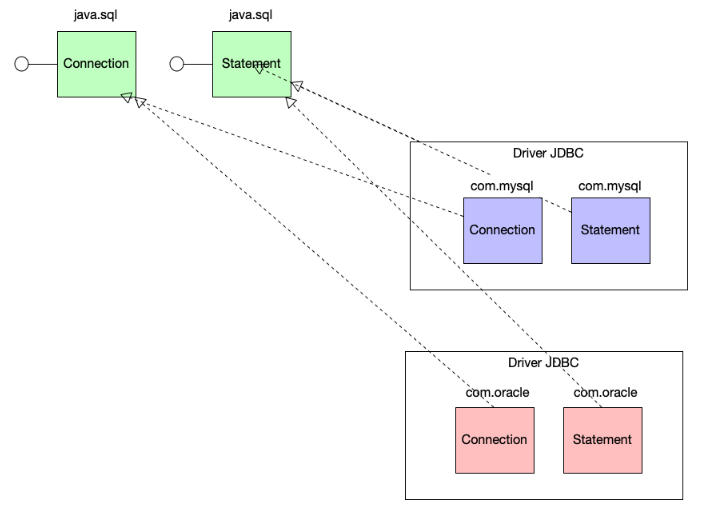 java.sql
java.sql
Connection
Statement
Driver JDBC
com.mysql
com.mysql
Connection
Statement
Driver JDBC
com.oracle
com.oracle
Connection
Statement